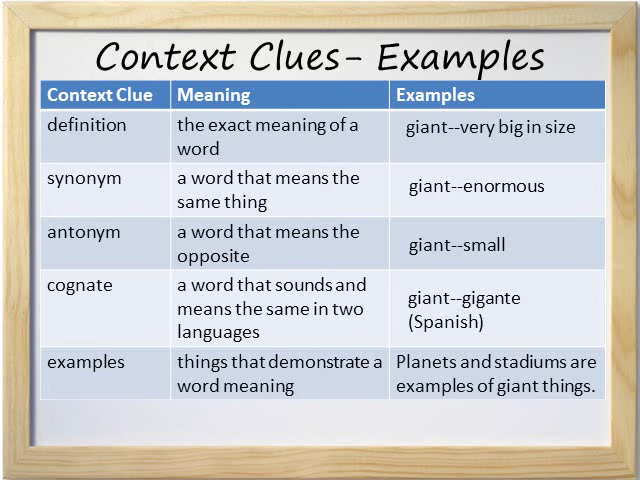 Context Clues- Examples
Context Clue Meaning Examples
definition the exact meaning of a word giant--very big in size
synonym a word that means the same thing giant--enormous
antonym a word that means the opposite giant--small
cognate a word that sounds and means the same in two languages giant--gigante (Spanish)
examples things that demonstrate a word meaning Planets and stadiums are examples of giant things.